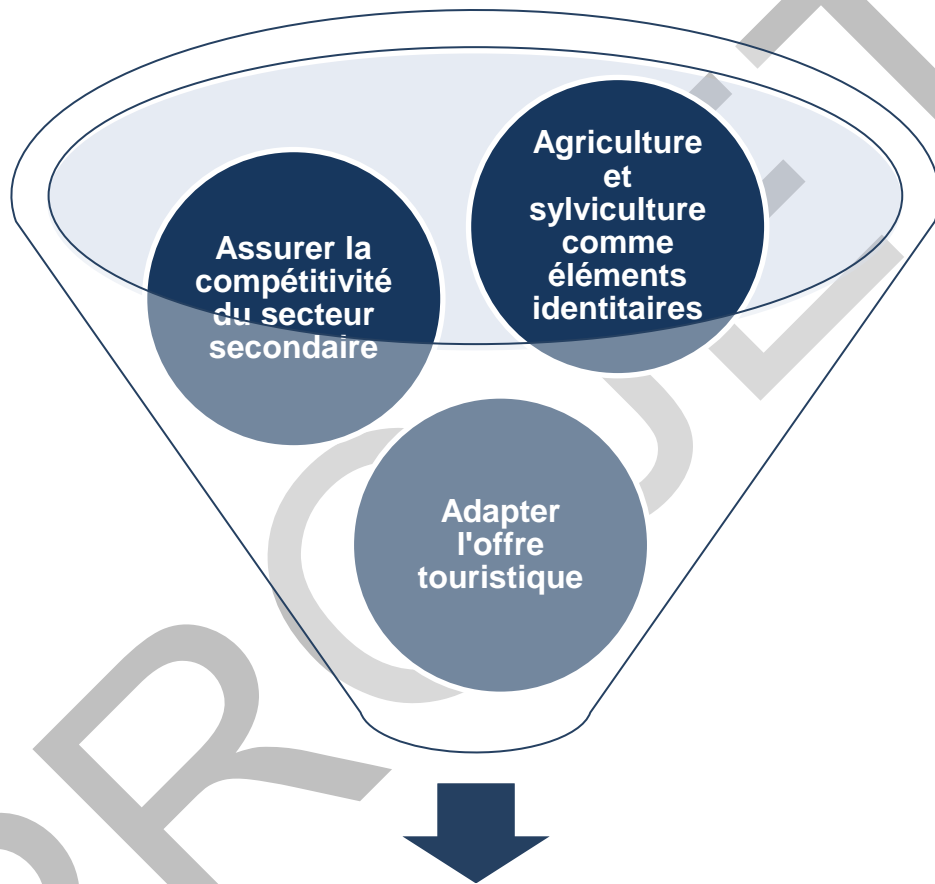 Agriculture
et
sylviculture
comme
éléments
identitaires
Assurer la
compétitivité
du secteur
secondaire
Adapter
l'offre
touristique